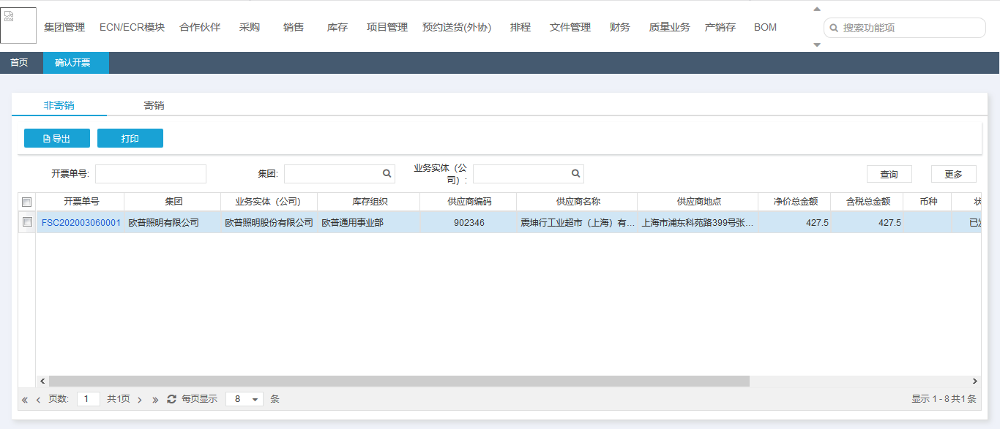 集团管理 ECN/ECR模块 合作伙伴 采购 销售 库存 项目管理 预约送货(外协) 排程 文件管理 财务 质量业务 产销存 BOM 搜索功能项
首页 确认开票
非寄销 寄销
导出 打印
开票单号: 集团: 业务实体（公司）: 查询 更多
开票单号 集团 业务实体（公司） 库存组织 供应商编码 供应商名称 供应商地点 净价总金额 含税总金额 币种
FSC202003060001 欧普照明有限公司 欧普照明股份有限公司 欧普通用事业部 902346 震坤行工业超市（上海）有... 上海市浦东科苑路399号张... 427.5 427.5 已
页数: 1 共1页 每页显示 8 条 显示 1 - 8 共1 条